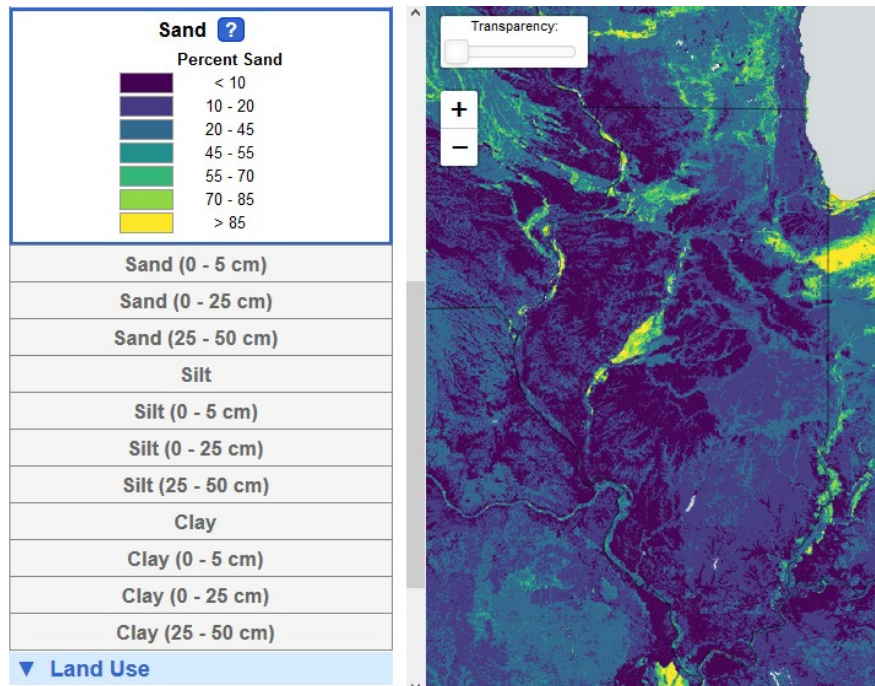 Sand ?
Percent Sand
< 10
10 - 20
20 - 45
45 - 55
55 - 70
70 - 85
> 85
Sand (0 - 5 cm)
Sand (0 - 25 cm)
Sand (25 - 50 cm)
Silt
Silt (0 - 5 cm)
Silt (0 - 25 cm)
Silt (25 - 50 cm)
Clay
Clay (0 - 5 cm)
Clay (0 - 25 cm)
Clay (25 - 50 cm)
▼ Land Use
Transparency:
+
−